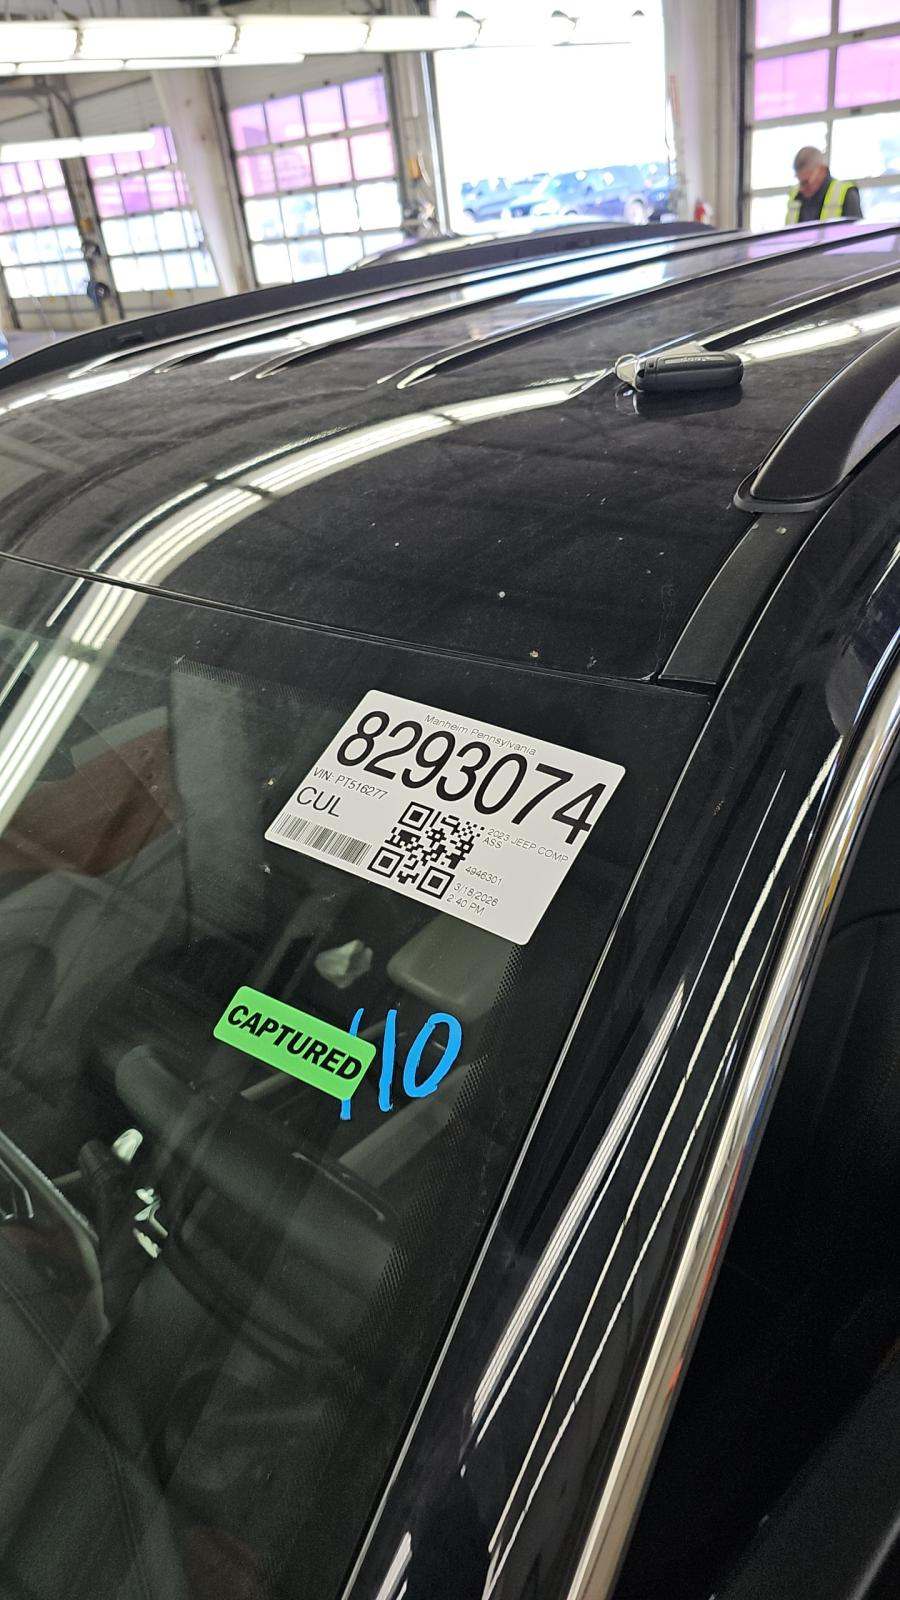 Manheim Pennsylvania
8293074
VIN: PT516277
CUL
2023 JEEP COMP
ASS
4946301
3/18/2026
2:40 PM
CAPTURED
110